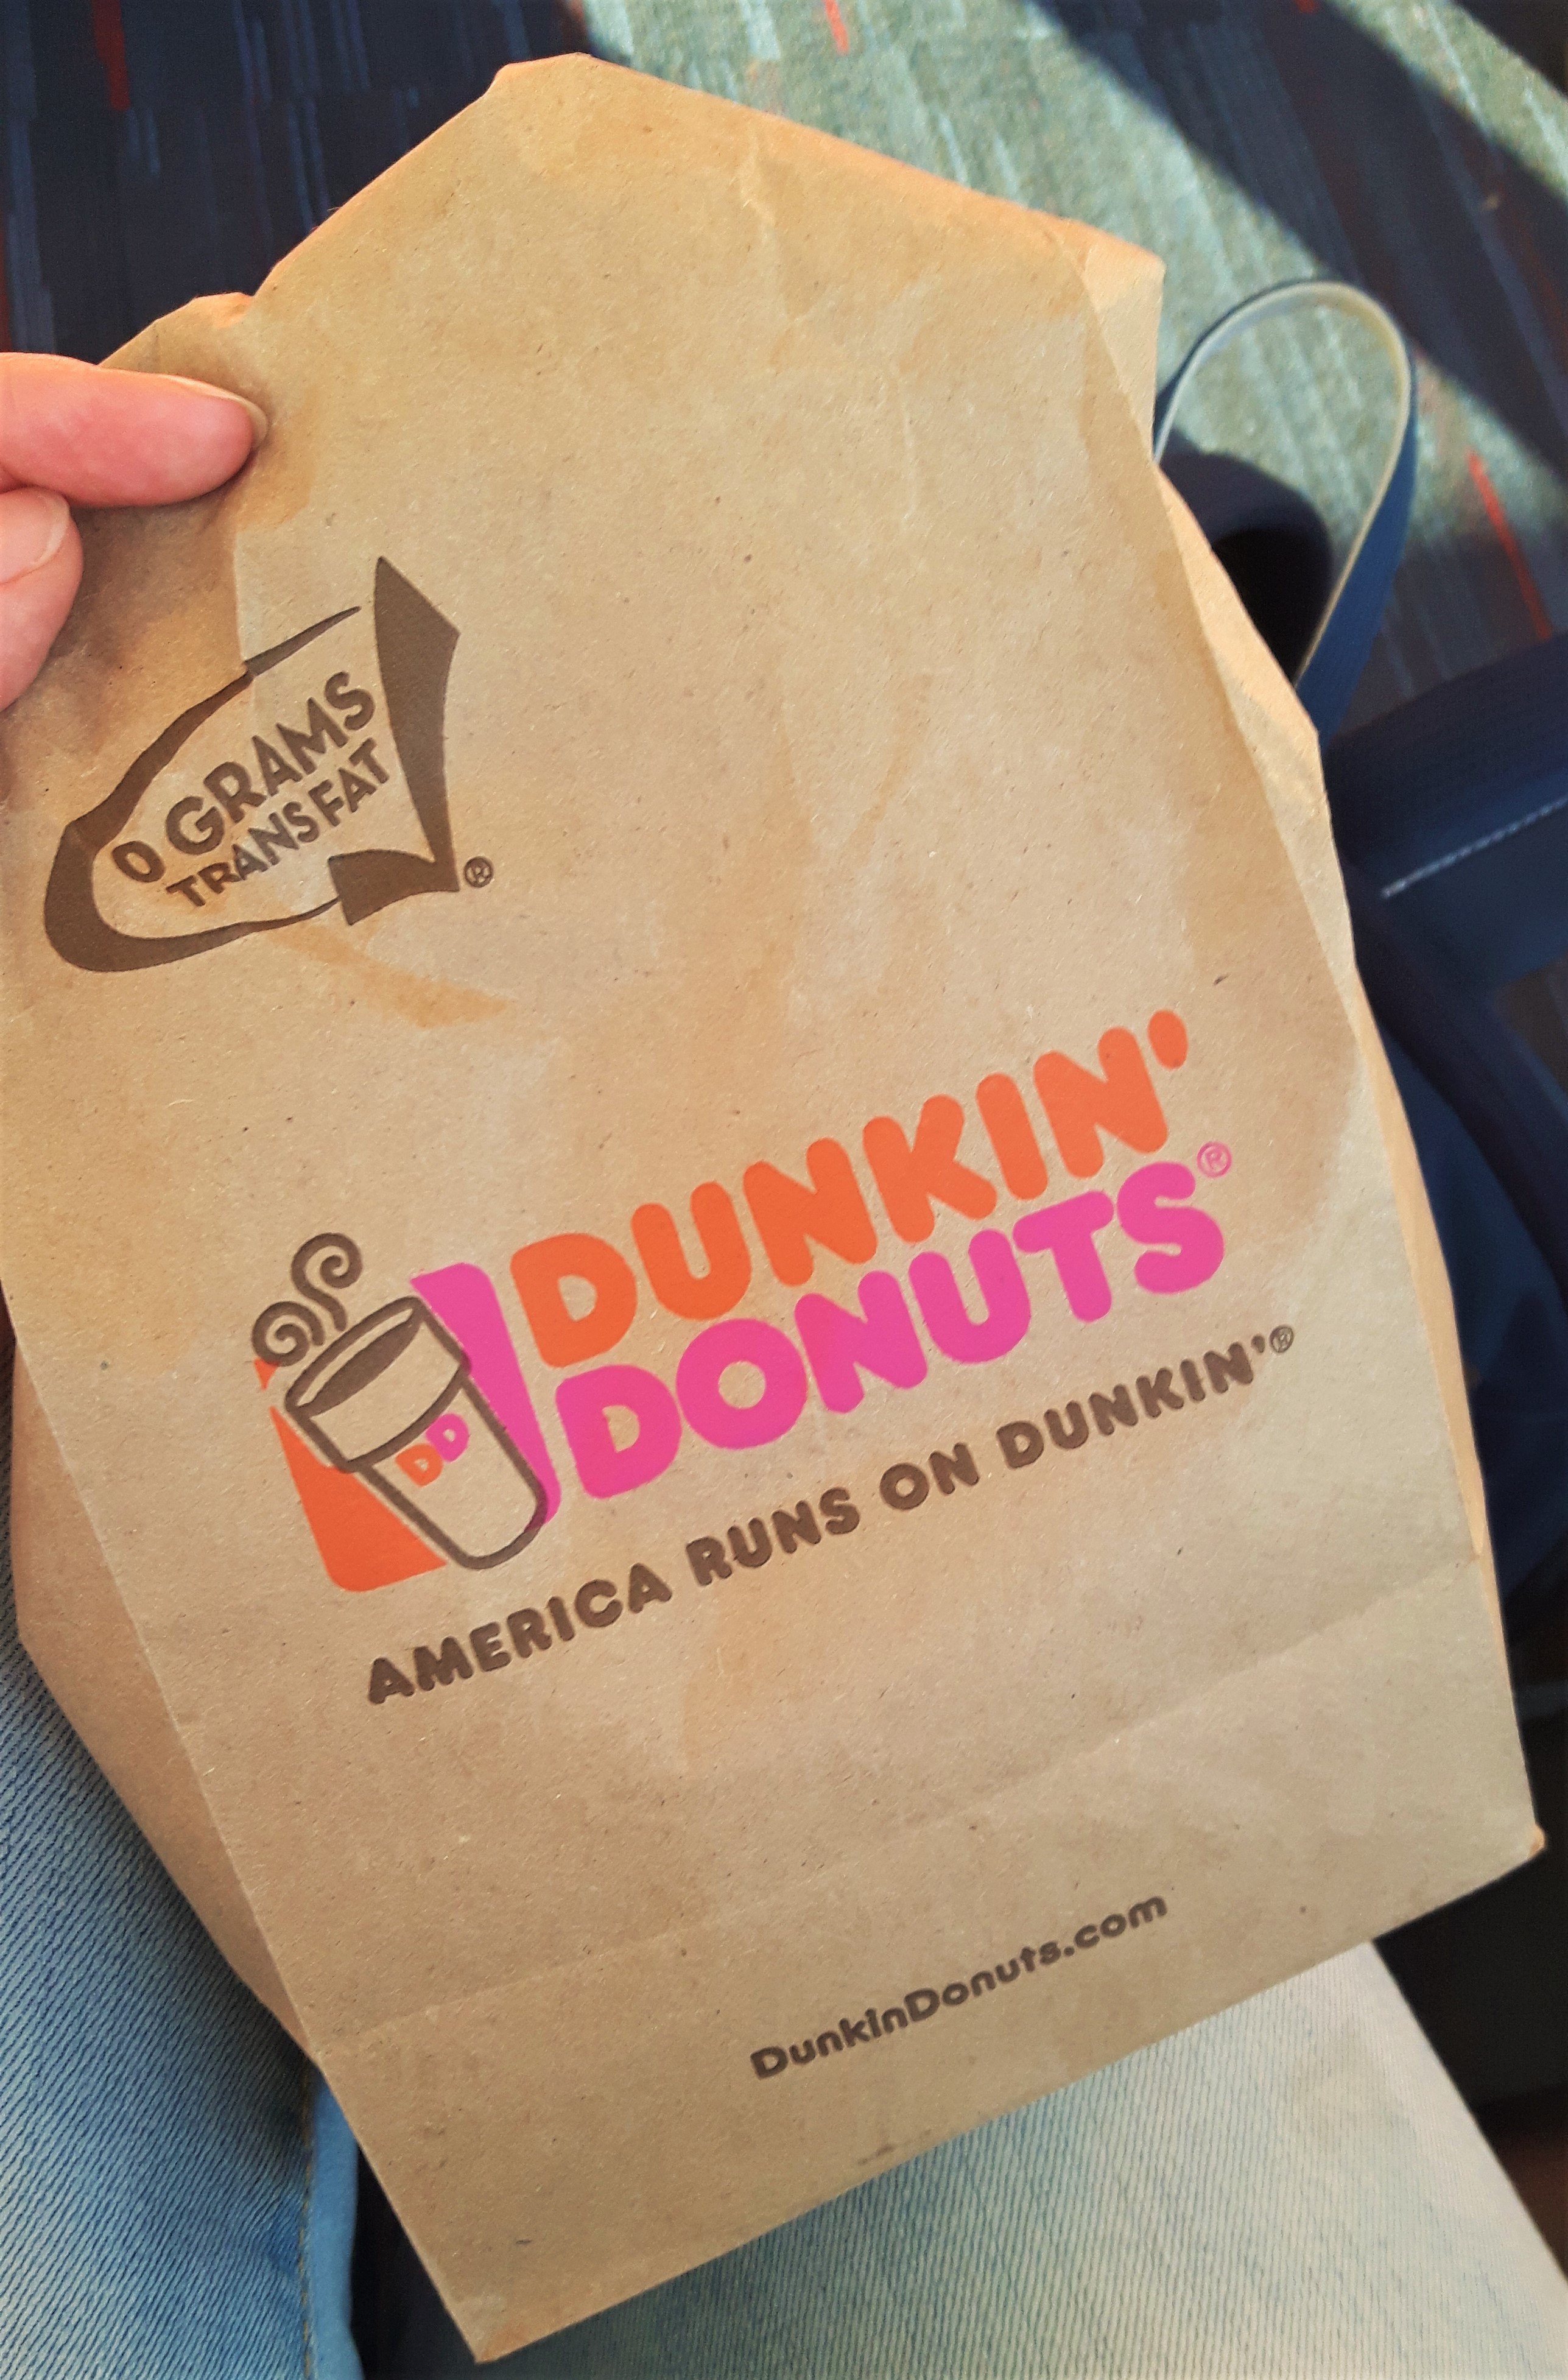 0 GRAMS
TRANS FAT
®
DUNKIN'
DONUTS®
DD
AMERICA RUNS ON DUNKIN'®
DunkinDonuts.com